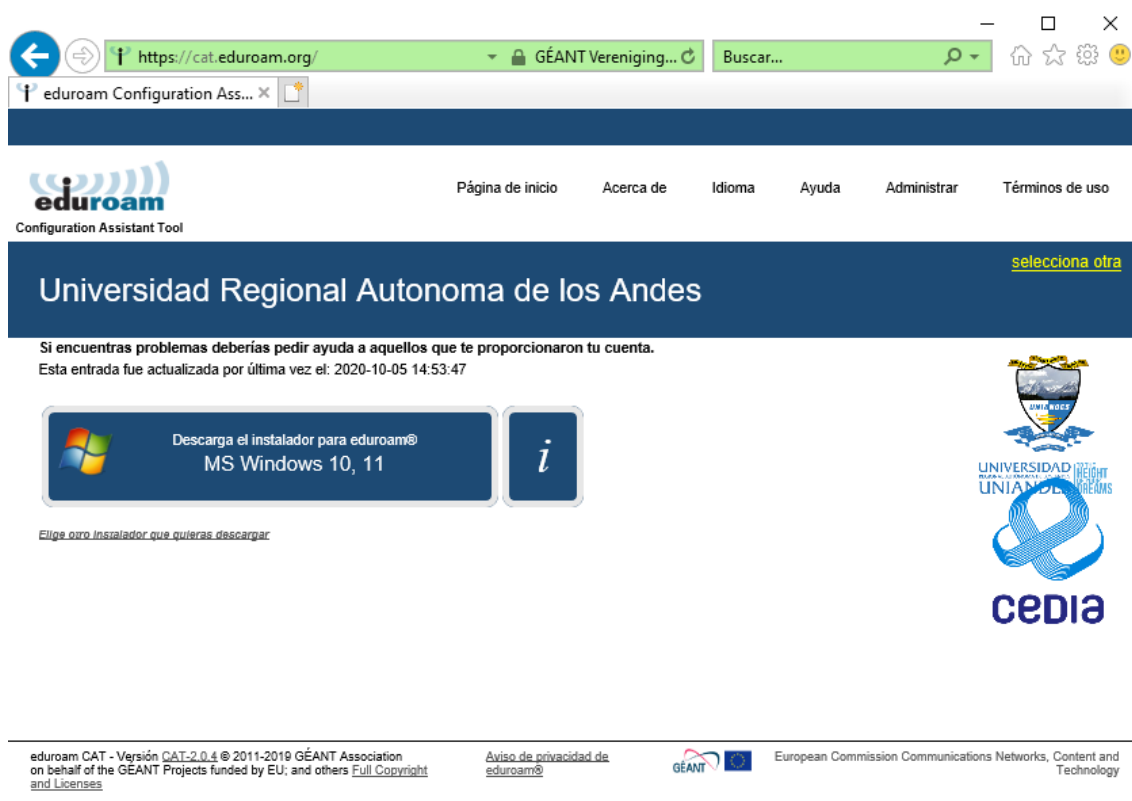 https://cat.eduroam.org/
GÉANT Vereniging...
Buscar...
eduroam Configuration Ass...
eduroam
Configuration Assistant Tool
Página de inicio
Acerca de
Idioma
Ayuda
Administrar
Términos de uso
selecciona otra
Universidad Regional Autonoma de los Andes
Si encuentras problemas deberías pedir ayuda a aquellos que te proporcionaron tu cuenta.
Esta entrada fue actualizada por última vez el: 2020-10-05 14:53:47
Descarga el instalador para eduroam®
MS Windows 10, 11
i
Elige otro instalador que quieras descargar
UNIANDES
UNIVERSIDAD
UNIANDES
HEIGHT
DREAMS
cedia
eduroam CAT - Versión CAT-2.0.4 © 2011-2019 GÉANT Association
on behalf of the GÉANT Projects funded by EU; and others Full Copyright
and Licenses
Aviso de privacidad de
eduroam®
GÉANT
European Commission Communications Networks, Content and
Technology